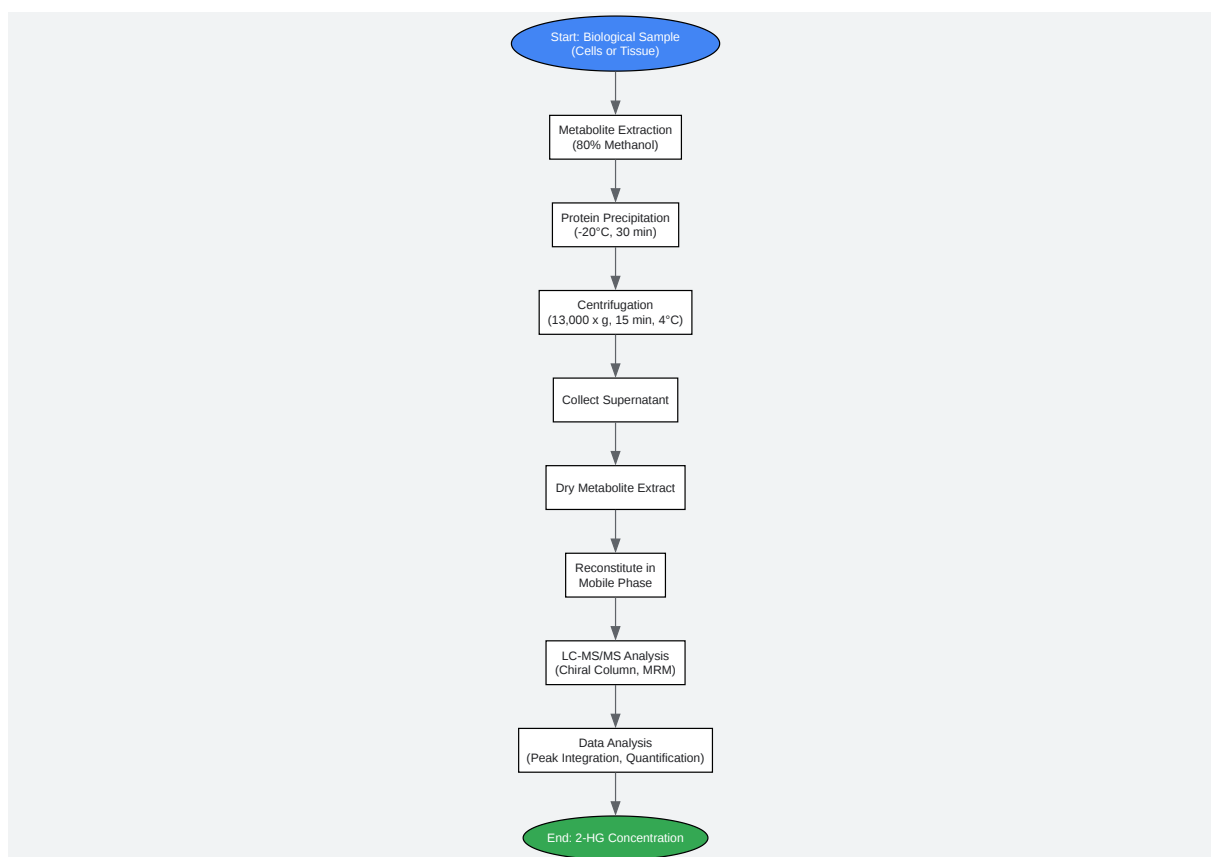 Start: Biological Sample
(Cells or Tissue)
Metabolite Extraction
(80% Methanol)
Protein Precipitation
(-20°C, 30 min)
Centrifugation
(13,000 x g, 15 min, 4°C)
Collect Supernatant
Dry Metabolite Extract
Reconstitute in
Mobile Phase
LC-MS/MS Analysis
(Chiral Column, MRM)
Data Analysis
(Peak Integration, Quantification)
End: 2-HG Concentration